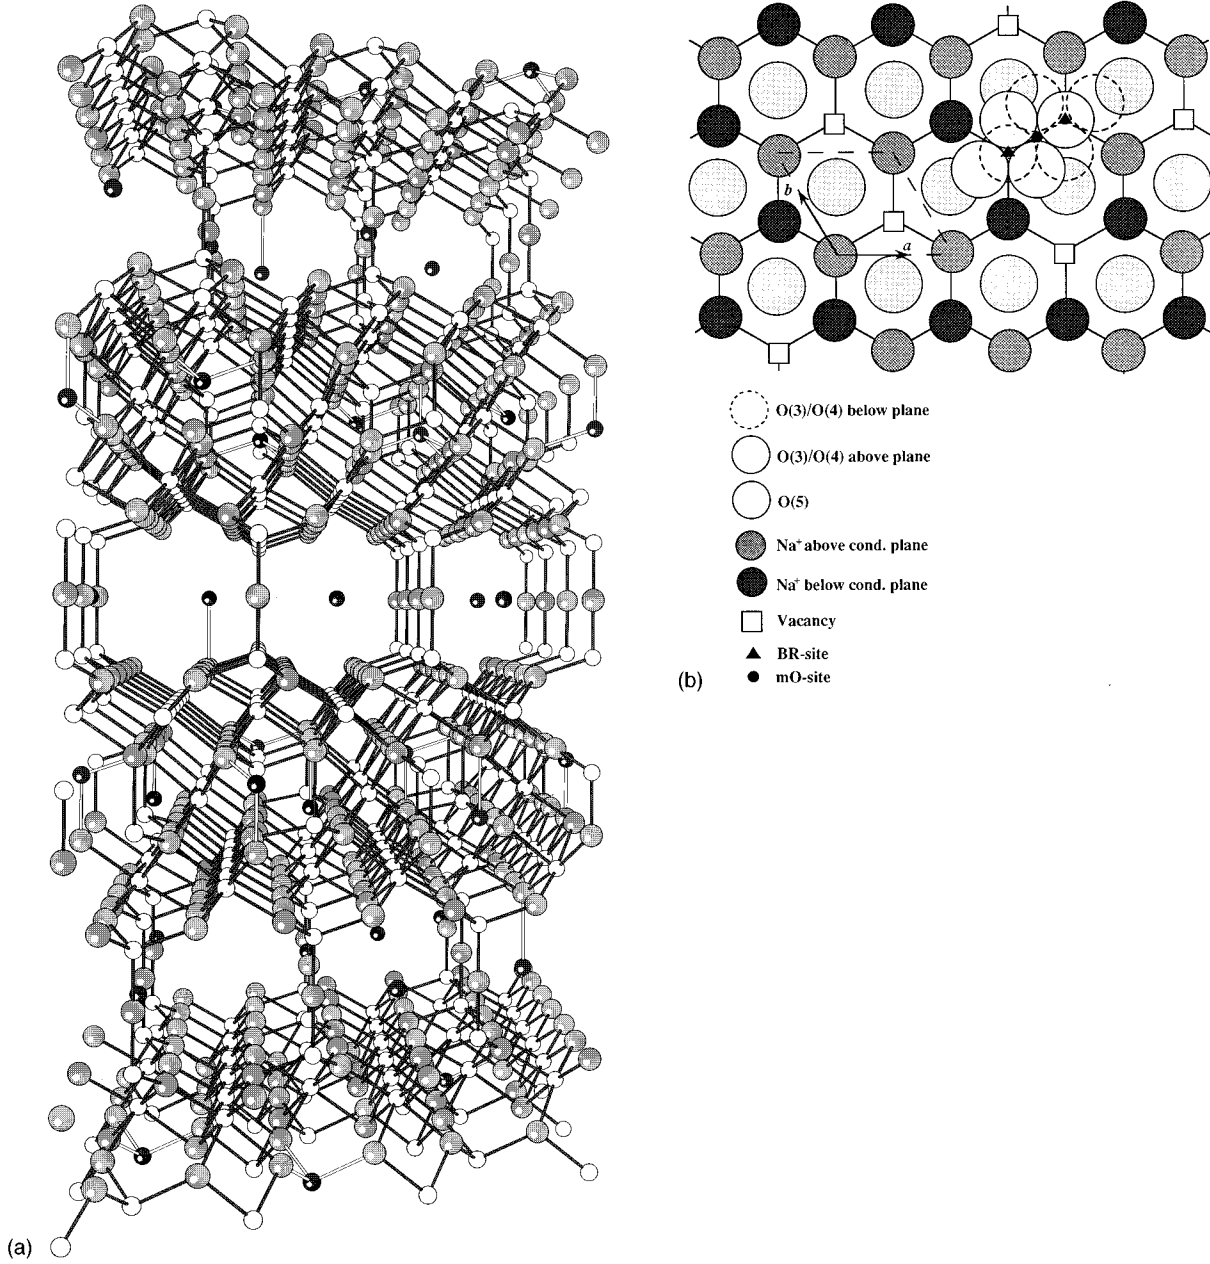 (a)
b
a
O(3)/O(4) below plane
O(3)/O(4) above plane
O(5)
Na⁺ above cond. plane
Na⁺ below cond. plane
Vacancy
BR-site
mO-site
(b)